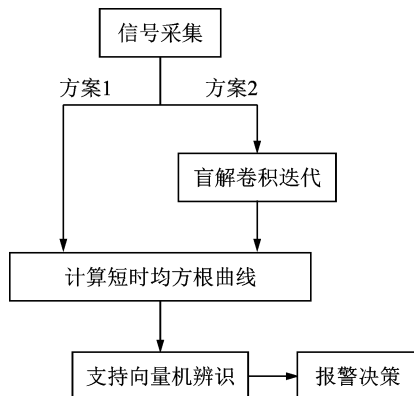 信号采集
方案1
方案2
盲解卷积迭代
计算短时均方根曲线
支持向量机辨识
报警决策